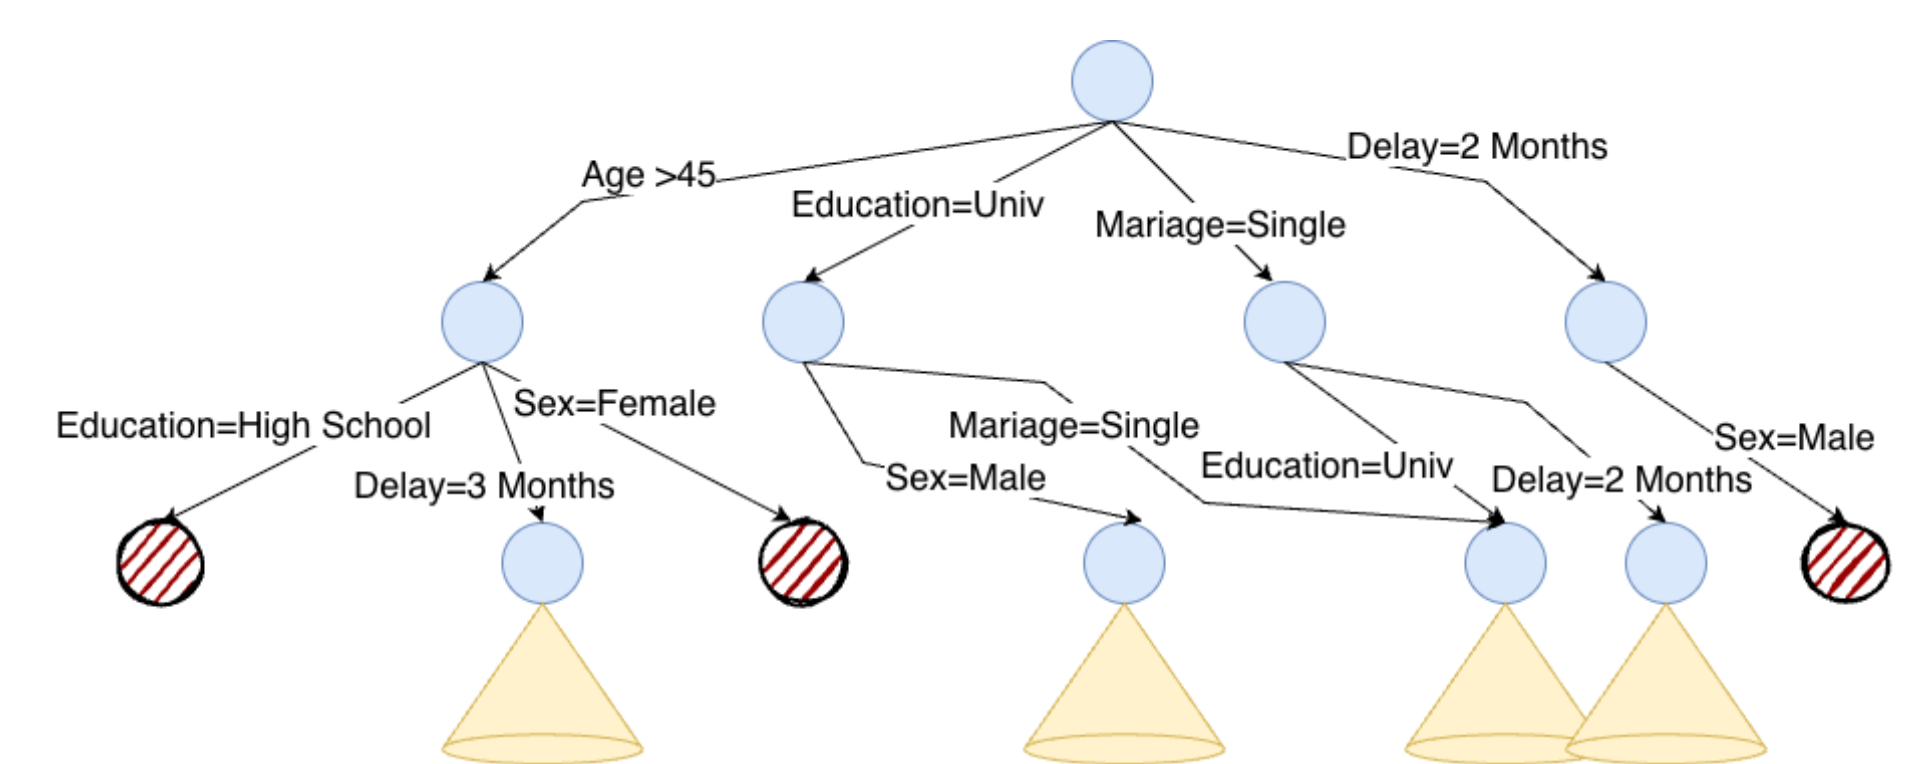 Delay=2 Months
Age >45
Education=Univ
Mariage=Single
Sex=Female
Education=High School
Mariage=Single
Sex=Male
Education=Univ
Sex=Male
Delay=2 Months
Delay=3 Months